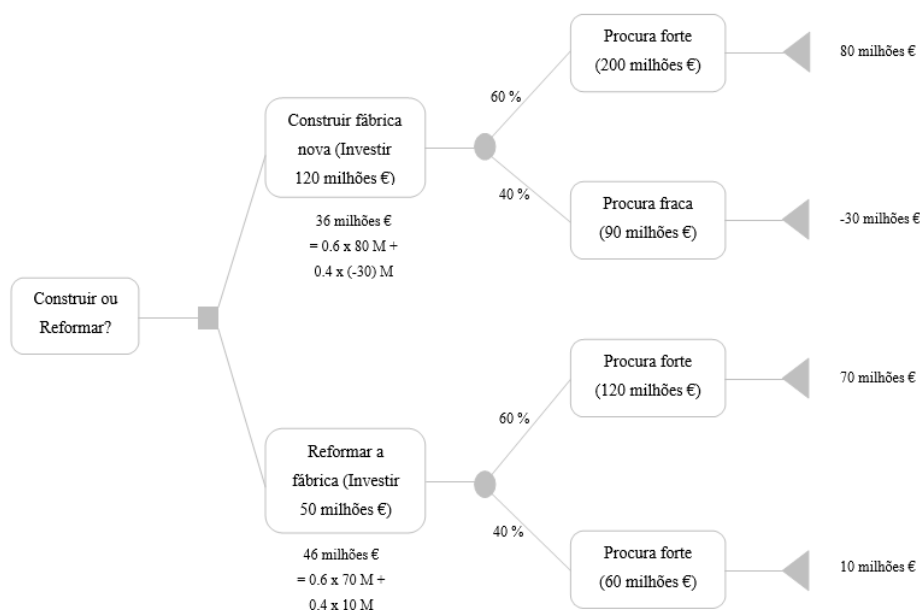 Construir ou
Reformar?
Construir fábrica
nova (Investir
120 milhões €)
36 milhões €
= 0.6 x 80 M +
0.4 x (-30) M
60 %
40 %
Procura forte
(200 milhões €)
80 milhões €
Procura fraca
(90 milhões €)
-30 milhões €
Reformar a
fábrica (Investir
50 milhões €)
46 milhões €
= 0.6 x 70 M +
0.4 x 10 M
60 %
40 %
Procura forte
(120 milhões €)
70 milhões €
Procura forte
(60 milhões €)
10 milhões €